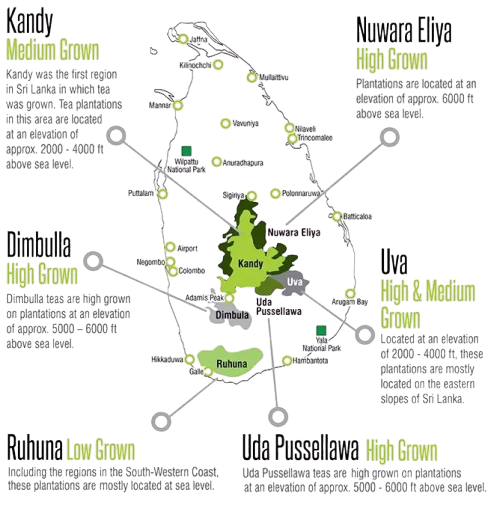 Kandy
Medium Grown
Kandy was the first region
in Sri Lanka in which tea
was grown. Tea plantations
in this area are located
at an elevation of
approx. 2000 - 4000 ft
above sea level.
Nuwara Eliya
High Grown
Plantations are located at an
elevation of approx. 6000 ft
above sea level.
Jaffna
Kilinochchi
Mullaittivu
Mannar
Vavuniya
Nilaveli
Trincomalee
Wilpattu
National Park
Anuradhapura
Puttalam
Sigiriya
Polonnaruwa
Batticaloa
Nuwara Eliya
Airport
Negombo
Colombo
Kandy
Uva
Adamis Peak
Dimbula
Uda
Pussellawa
Arugam Bay
Yala
National Park
Hikkaduwa
Galle
Ruhuna
Hambantota
Dimbulla
High Grown
Dimbulla teas are high grown
on plantations at an elevation
of approx. 5000 – 6000 ft
above sea level.
Uva
High & Medium
Grown
Located at an elevation
of 2000 - 4000 ft, these
plantations are mostly
located on the eastern
slopes of Sri Lanka.
Ruhuna Low Grown
Including the regions in the South-Western Coast,
these plantations are mostly located at sea level.
Uda Pussellawa High Grown
Uda Pussellawa teas are high grown on plantations
at an elevation of approx. 5000 - 6000 ft above sea level.